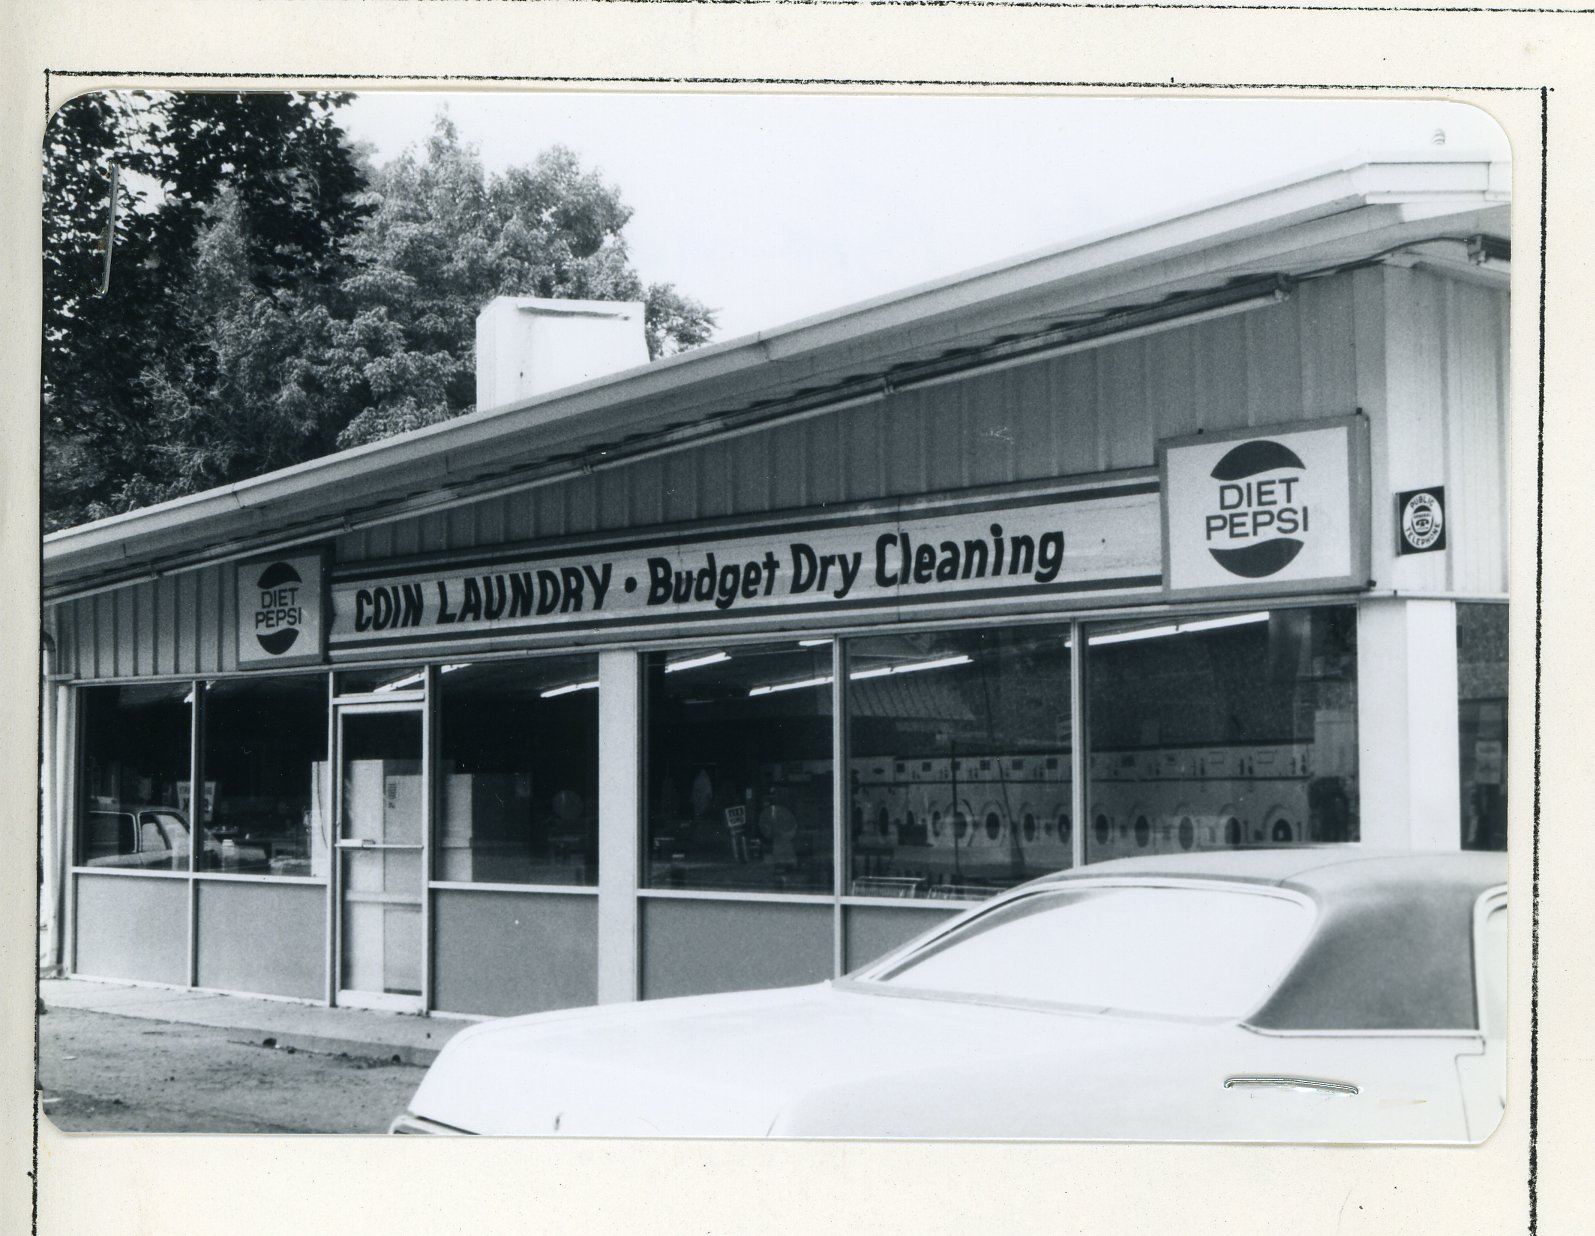 DIET
PEPSI
COIN LAUNDRY • Budget Dry Cleaning
DIET
PEPSI
PUBLIC
TELEPHONE